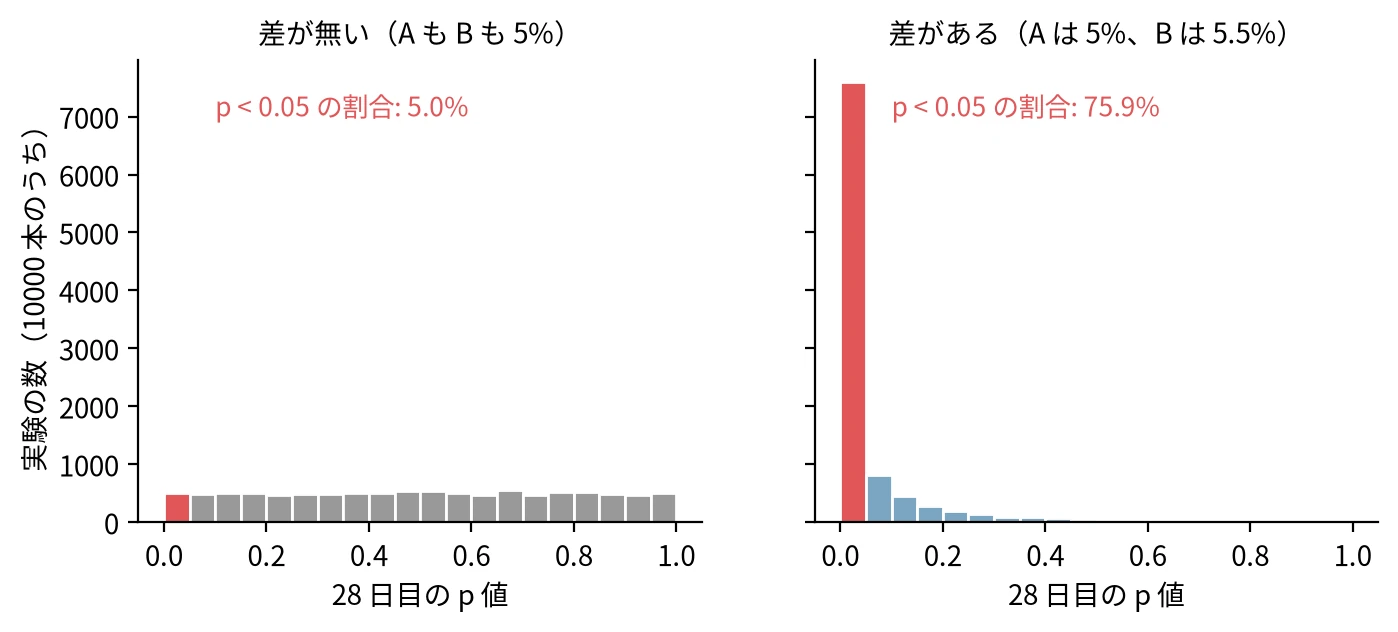 差が無い（A も B も 5%）
p < 0.05 の割合: 5.0%
実験の数（10000 本のうち）
7000
6000
5000
4000
3000
2000
1000
0
0.0 0.2 0.4 0.6 0.8 1.0
28 日目の p 値
差がある（A は 5%、B は 5.5%）
p < 0.05 の割合: 75.9%
0.0 0.2 0.4 0.6 0.8 1.0
28 日目の p 値